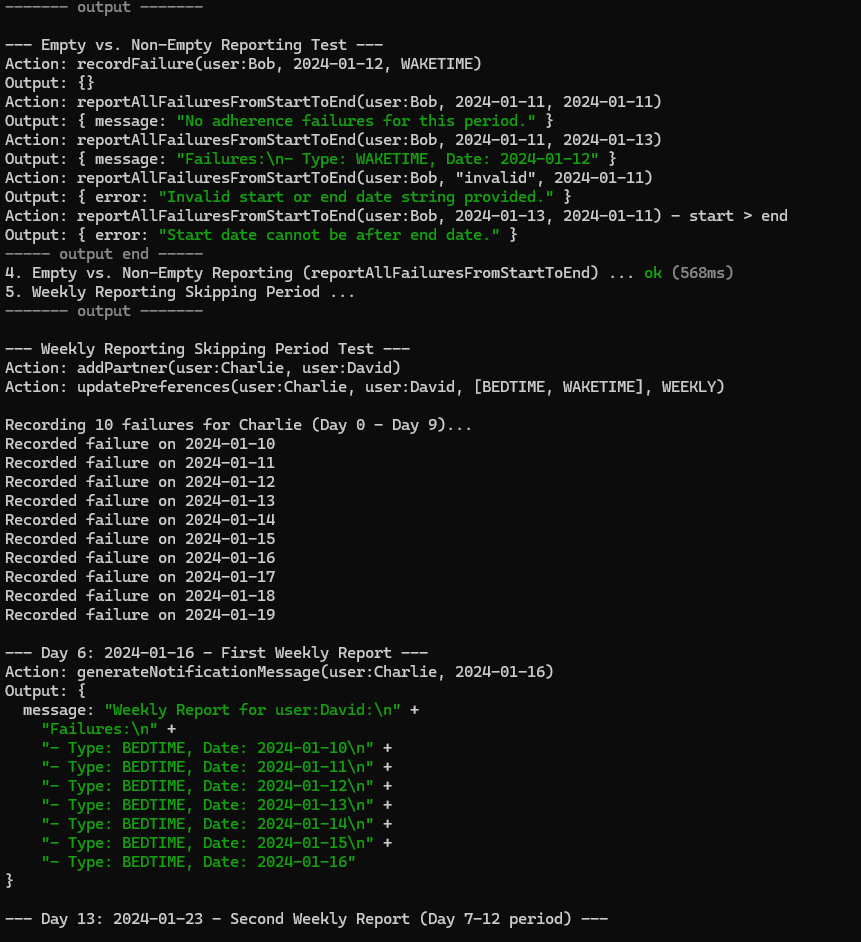 ------- output -------
--- Empty vs. Non-Empty Reporting Test ---
Action: recordFailure(user:Bob, 2024-01-12, WAKETIME)
Output: {}
Action: reportAllFailuresFromStartToEnd(user:Bob, 2024-01-11, 2024-01-11)
Output: { message: "No adherence failures for this period." }
Action: reportAllFailuresFromStartToEnd(user:Bob, 2024-01-11, 2024-01-13)
Output: { message: "Failures:\n- Type: WAKETIME, Date: 2024-01-12" }
Action: reportAllFailuresFromStartToEnd(user:Bob, "invalid", 2024-01-11)
Output: { error: "Invalid start or end date string provided." }
Action: reportAllFailuresFromStartToEnd(user:Bob, 2024-01-13, 2024-01-11) - start > end
Output: { error: "Start date cannot be after end date." }
----- output end -----
4. Empty vs. Non-Empty Reporting (reportAllFailuresFromStartToEnd) ... ok (568ms)
5. Weekly Reporting Skipping Period ...
------- output -------
--- Weekly Reporting Skipping Period Test ---
Action: addPartner(user:Charlie, user:David)
Action: updatePreferences(user:Charlie, user:David, [BEDTIME, WAKETIME], WEEKLY)
Recording 10 failures for Charlie (Day 0 - Day 9)...
Recorded failure on 2024-01-10
Recorded failure on 2024-01-11
Recorded failure on 2024-01-12
Recorded failure on 2024-01-13
Recorded failure on 2024-01-14
Recorded failure on 2024-01-15
Recorded failure on 2024-01-16
Recorded failure on 2024-01-17
Recorded failure on 2024-01-18
Recorded failure on 2024-01-19
--- Day 6: 2024-01-16 - First Weekly Report ---
Action: generateNotificationMessage(user:Charlie, 2024-01-16)
Output: {
  message: "Weekly Report for user:David:\n" +
    "Failures:\n" +
    "- Type: BEDTIME, Date: 2024-01-10\n" +
    "- Type: BEDTIME, Date: 2024-01-11\n" +
    "- Type: BEDTIME, Date: 2024-01-12\n" +
    "- Type: BEDTIME, Date: 2024-01-13\n" +
    "- Type: BEDTIME, Date: 2024-01-14\n" +
    "- Type: BEDTIME, Date: 2024-01-15\n" +
    "- Type: BEDTIME, Date: 2024-01-16"
}
--- Day 13: 2024-01-23 - Second Weekly Report (Day 7-12 period) ---